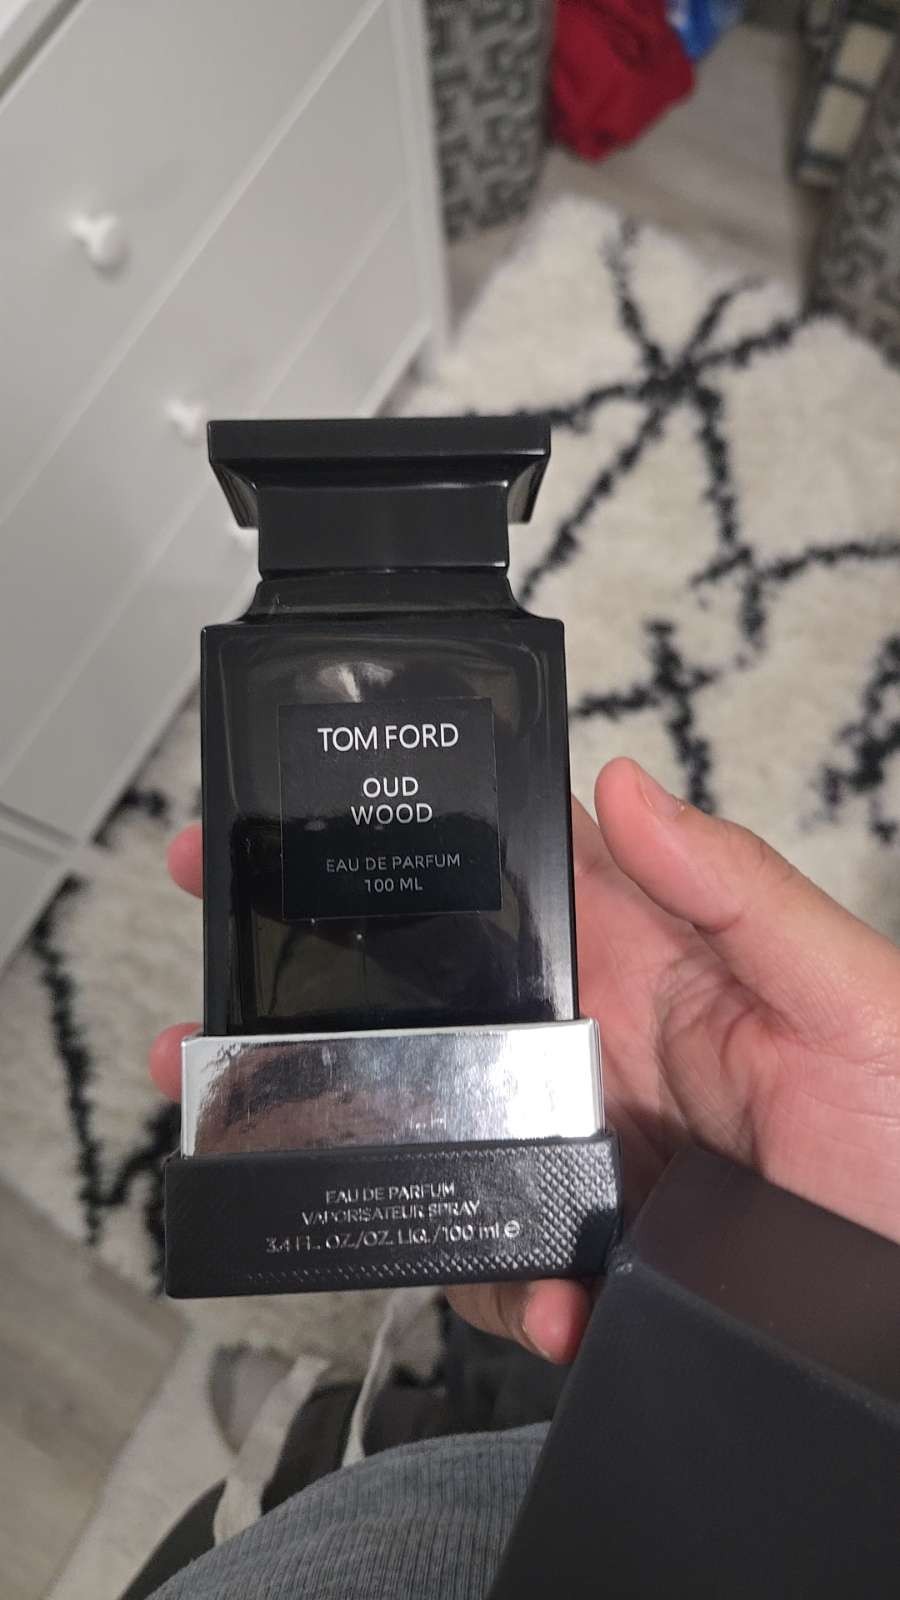 TOM FORD
OUD
WOOD
EAU DE PARFUM
100 ML
EAU DE PARFUM
VAPORISATEUR SPRAY
3.4 FL. OZ./OZ. LIQ./100 ml ℮